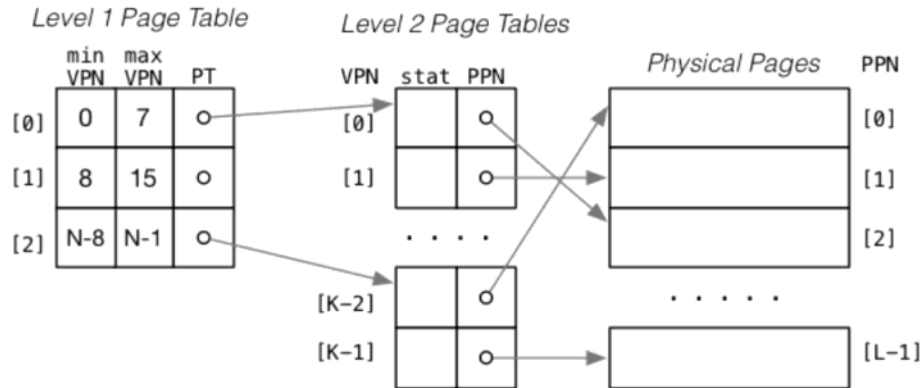 Level 1 Page Table
min VPN max VPN PT
[0] 0 7
[1] 8 15
[2] N-8 N-1
Level 2 Page Tables
VPN stat PPN
[0]
[1]
. . . .
[K-2]
[K-1]
Physical Pages PPN
[0]
[1]
[2]
. . . . .
[L-1]